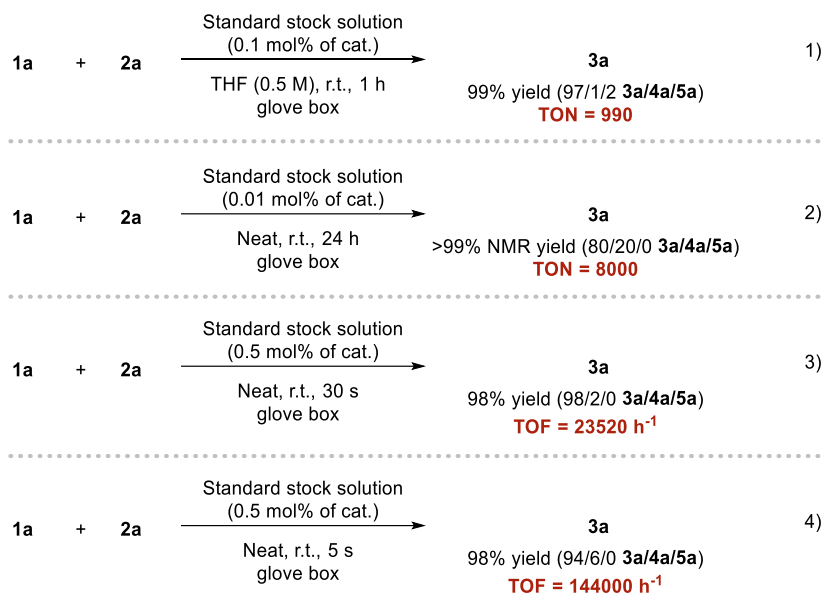 Standard stock solution
(0.1 mol% of cat.)
1a + 2a 3a 1)
THF (0.5 M), r.t., 1 h
glove box
99% yield (97/1/2 3a/4a/5a)
TON = 990
Standard stock solution
(0.01 mol% of cat.)
1a + 2a 3a 2)
Neat, r.t., 24 h
glove box
>99% NMR yield (80/20/0 3a/4a/5a)
TON = 8000
Standard stock solution
(0.5 mol% of cat.)
1a + 2a 3a 3)
Neat, r.t., 30 s
glove box
98% yield (98/2/0 3a/4a/5a)
TOF = 23520 h⁻¹
Standard stock solution
(0.5 mol% of cat.)
1a + 2a 3a 4)
Neat, r.t., 5 s
glove box
98% yield (94/6/0 3a/4a/5a)
TOF = 144000 h⁻¹